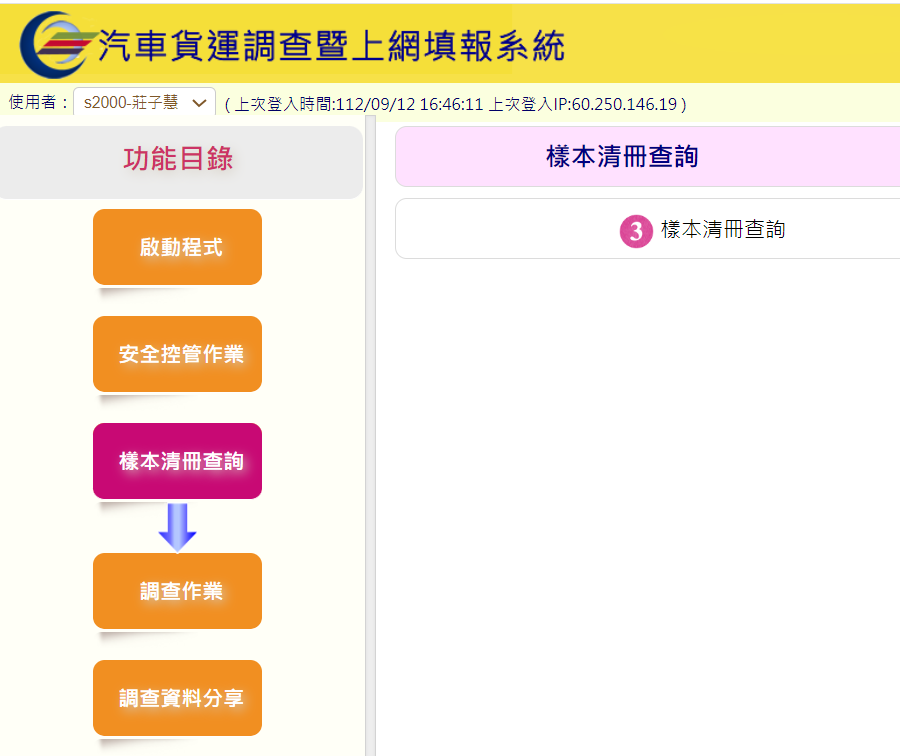 汽車貨運調查暨上網填報系統
使用者： s2000-莊子慧 ( 上次登入時間:112/09/12 16:46:11 上次登入IP:60.250.146.19 )
功能目錄
啟動程式
安全控管作業
樣本清冊查詢
調查作業
調查資料分享
樣本清冊查詢
3 樣本清冊查詢